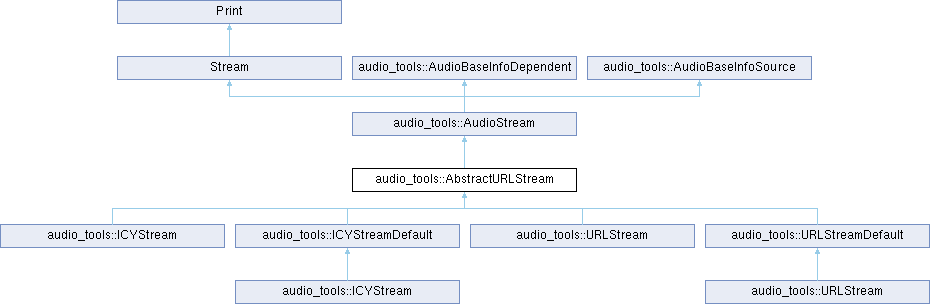 Print
Stream
audio_tools::AudioBaseInfoDependent
audio_tools::AudioBaseInfoSource
audio_tools::AudioStream
audio_tools::AbstractURLStream
audio_tools::ICYStream
audio_tools::ICYStreamDefault
audio_tools::URLStream
audio_tools::URLStreamDefault
audio_tools::ICYStream
audio_tools::URLStream